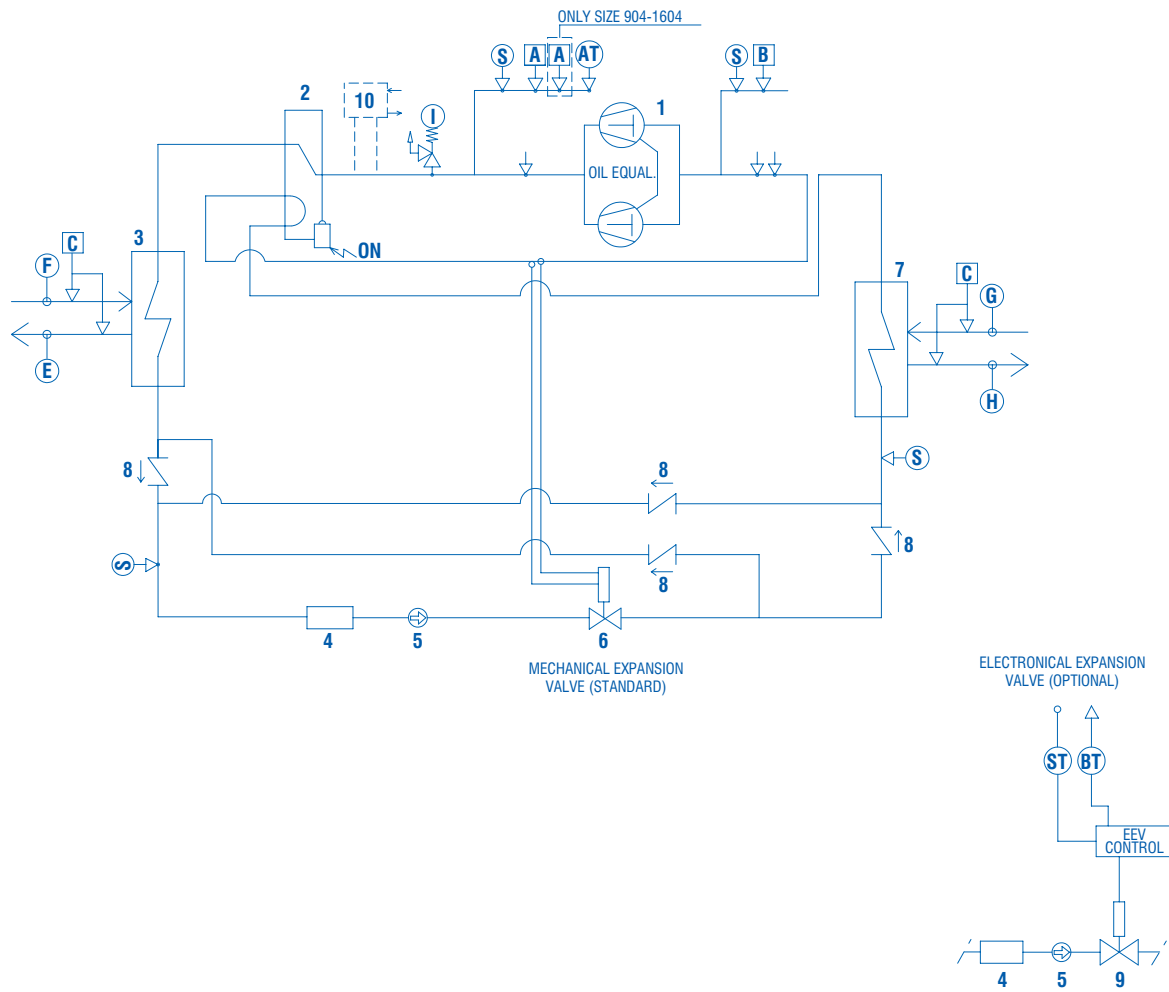 ONLY SIZE 904-1604
S A A AT S B
2 10 I 1
OIL EQUAL.
ON
3 C F E
7 C G H
8 8 S
S 8 8
4 5 6
MECHANICAL EXPANSION
VALVE (STANDARD)
ELECTRONICAL EXPANSION
VALVE (OPTIONAL)
ST BT
EEV
CONTROL
4 5 9